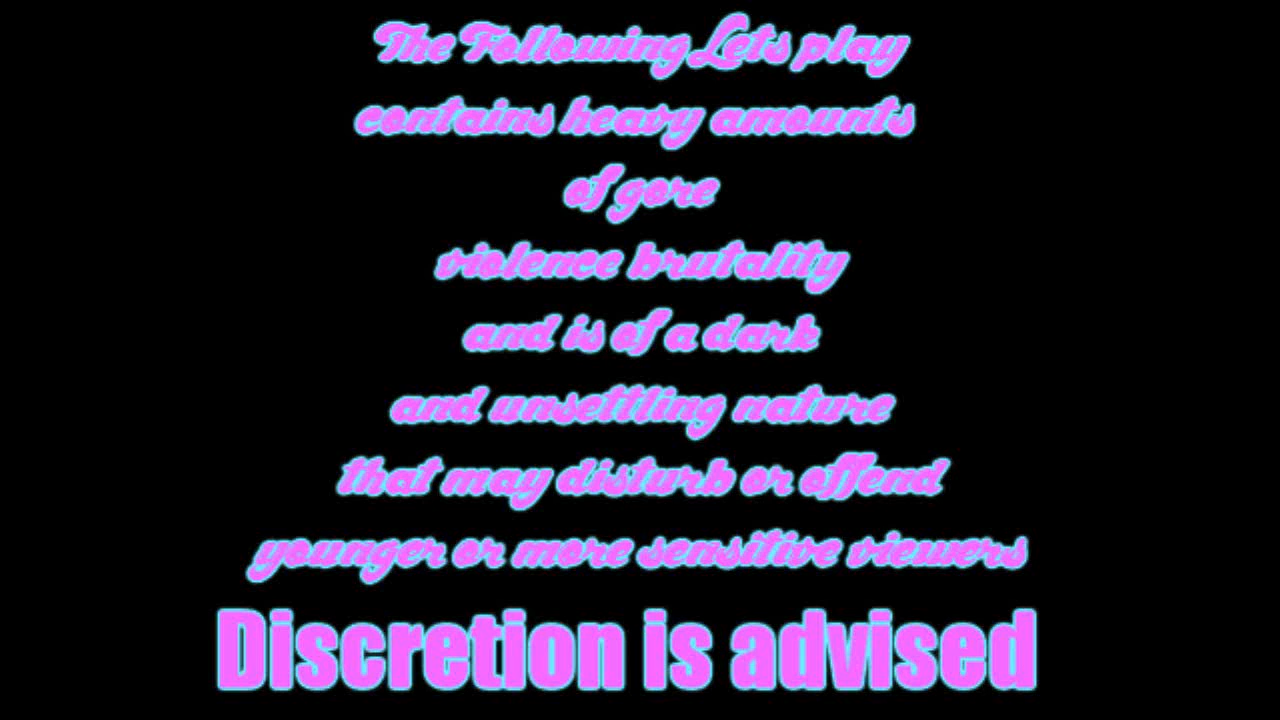 The Following Lets play
contains heavy amounts
of gore
violence brutality
and is of a dark
and unsettling nature
that may disturb or offend
younger or more sensitive viewers
Discretion is advised